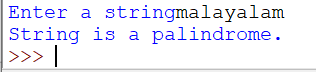 Enter a stringmalayalam
String is a palindrome.
>>>